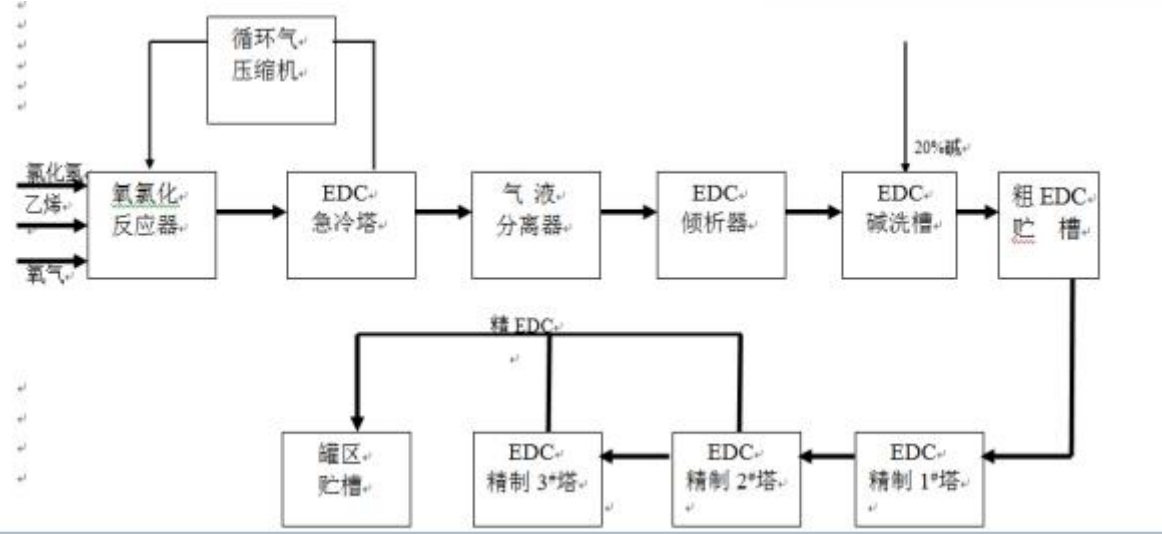 循环气
压缩机
20%碱
氯化氢
乙烯
氧气
氧氯化
反应器
EDC
急冷塔
气 液
分离器
EDC
倾析器
EDC
碱洗槽
粗 EDC
贮 槽
精 EDC
罐区
贮槽
EDC
精制 3#塔
EDC
精制 2#塔
EDC
精制 1#塔